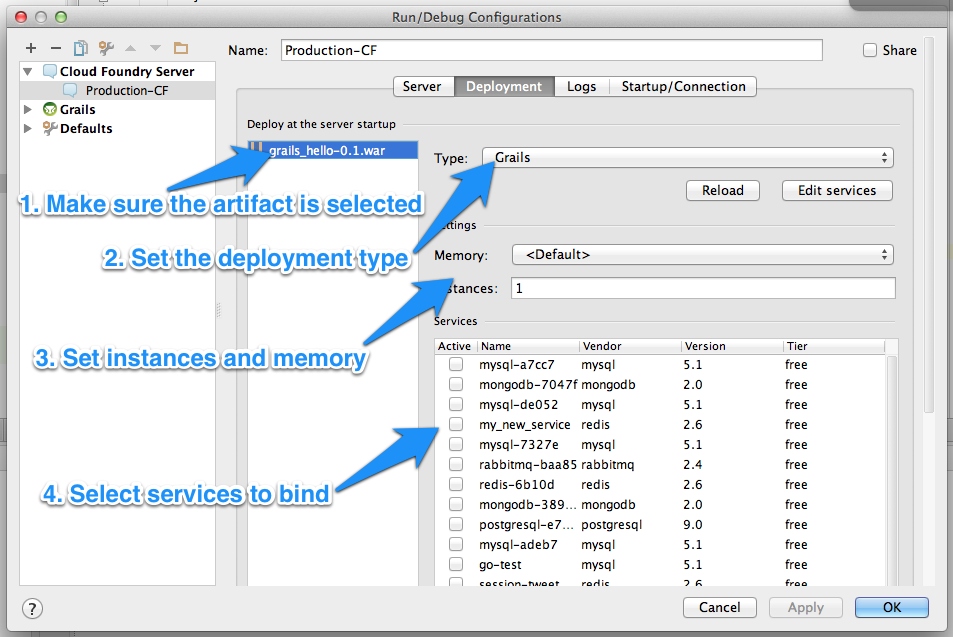 Run/Debug Configurations
Name: Production-CF Share
Cloud Foundry Server
Production-CF
Grails
Defaults
Server Deployment Logs Startup/Connection
Deploy at the server startup
grails_hello-0.1.war
Type: Grails
Reload Edit services
1. Make sure the artifact is selected
2. Set the deployment type
Memory: <Default>
1
3. Set instances and memory
Services
Active Name Vendor Version Tier
mysql-a7cc7 mysql 5.1 free
mongodb-7047f mongodb 2.0 free
mysql-de052 mysql 5.1 free
my_new_service redis 2.6 free
mysql-7327e mysql 5.1 free
rabbitmq-baa85 rabbitmq 2.4 free
redis-6b10d redis 2.6 free
mongodb-389... mongodb 2.0 free
postgresql-e7... postgresql 9.0 free
mysql-adeb7 mysql 5.1 free
go-test mysql 5.1 free
session-tweet redis 2.6 free
4. Select services to bind
? Cancel Apply OK